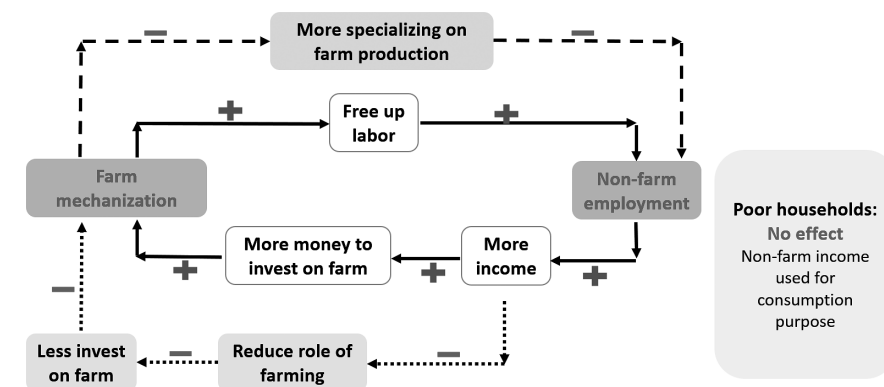 More specializing on
farm production
Free up
labor
Farm
mechanization
Non-farm
employment
More money to
invest on farm
More
income
Less invest
on farm
Reduce role of
farming
Poor households:
No effect
Non-farm income
used for
consumption
purpose